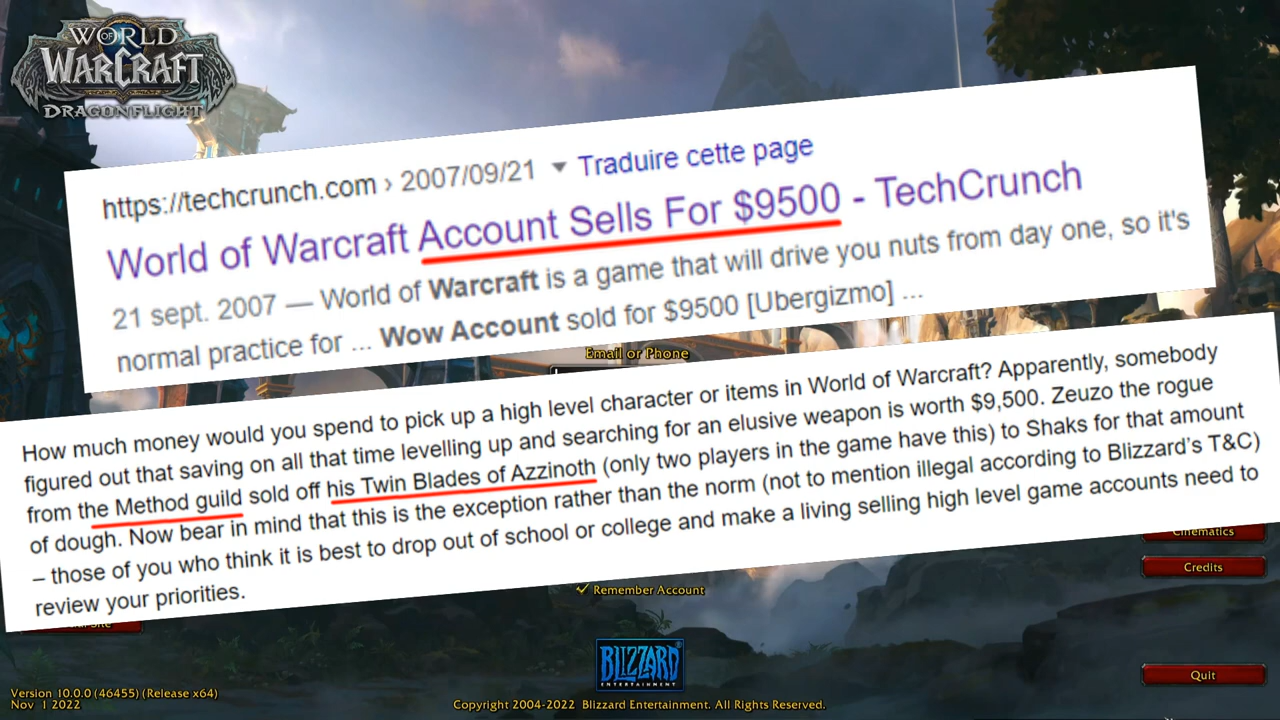 WORLD OF
WARCRAFT
DRAGONFLIGHT
https://techcrunch.com › 2007/09/21 ▼ Traduire cette page
World of Warcraft Account Sells For $9500 - TechCrunch
21 sept. 2007 — World of Warcraft is a game that will drive you nuts from day one, so it's
normal practice for ... Wow Account sold for $9500 [Ubergizmo] ...
Email or Phone
How much money would you spend to pick up a high level character or items in World of Warcraft? Apparently, somebody
figured out that saving on all that time levelling up and searching for an elusive weapon is worth $9,500. Zeuzo the rogue
from the Method guild sold off his Twin Blades of Azzinoth (only two players in the game have this) to Shaks for that amount
of dough. Now bear in mind that this is the exception rather than the norm (not to mention illegal according to Blizzard's T&C)
– those of you who think it is best to drop out of school or college and make a living selling high level game accounts need to
review your priorities.
Cinematics
Credits
Remember Account
Site
BLIZZARD
ENTERTAINMENT
Quit
Version 10.0.0 (46455) (Release x64)
Nov 1 2022
Copyright 2004-2022 Blizzard Entertainment. All Rights Reserved.